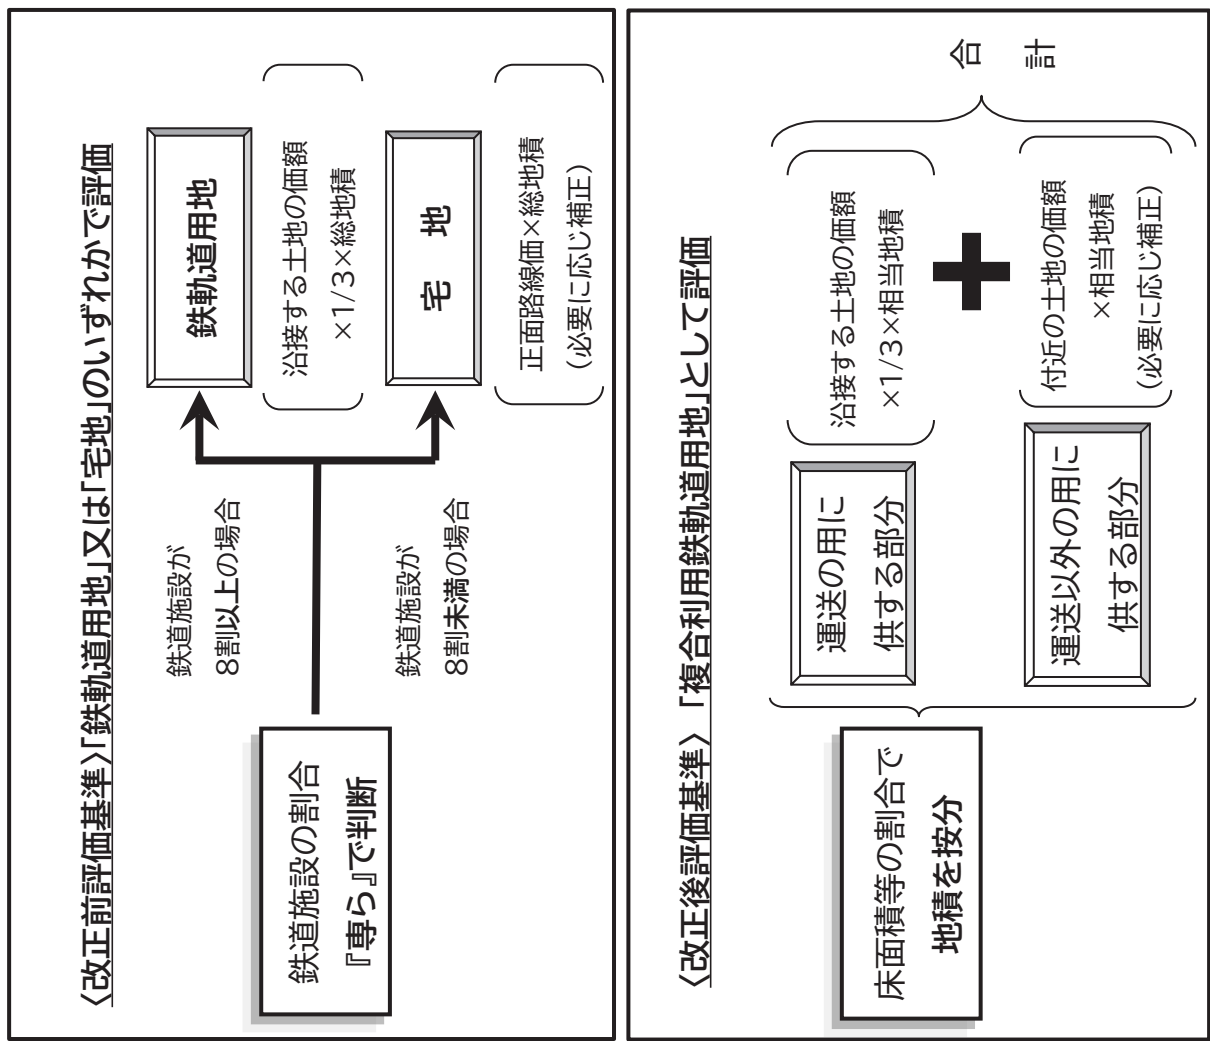 〈改正前評価基準〉「鉄軌道用地」又は「宅地」のいずれかで評価
鉄道施設の割合
『専ら』で判断
鉄道施設が
８割以上の場合
鉄軌道用地
沿接する土地の価額
×1/3×総地積
鉄道施設が
８割未満の場合
宅　地
正面路線価×総地積
（必要に応じ補正）
〈改正後評価基準〉　「複合利用鉄軌道用地」として評価
床面積等の割合で
地積を按分
運送の用に
供する部分
沿接する土地の価額
×1/3×相当地積
運送以外の用に
供する部分
付近の土地の価額
×相当地積
（必要に応じ補正）
合
計